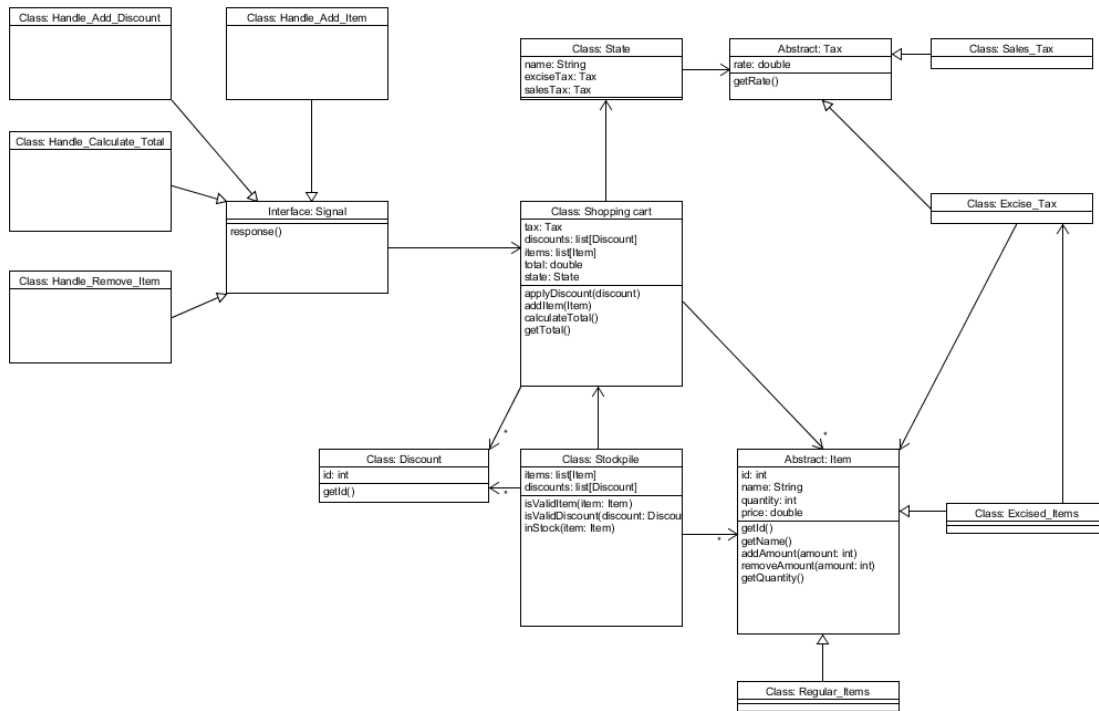 Class: Handle_Add_Discount
Class: Handle_Add_Item
Class: Handle_Calculate_Total
Class: Handle_Remove_Item
Interface: Signal
response()
Class: State
name: String
exciseTax: Tax
salesTax: Tax
Abstract: Tax
rate: double
getRate()
Class: Sales_Tax
Class: Excise_Tax
Class: Shopping cart
tax: Tax
discounts: list[Discount]
items: list[Item]
total: double
state: State
applyDiscount(discount)
addItem(Item)
calculateTotal()
getTotal()
*
*
Class: Discount
id: int
getId()
*
Class: Stockpile
items: list[Item]
discounts: list[Discount]
isValidItem(item: Item)
isValidDiscount(discount: Discou
inStock(item: Item)
*
Abstract: Item
id: int
name: String
quantity: int
price: double
getId()
getName()
addAmount(amount: int)
removeAmount(amount: int)
getQuantity()
Class: Excised_Items
Class: Regular_Items